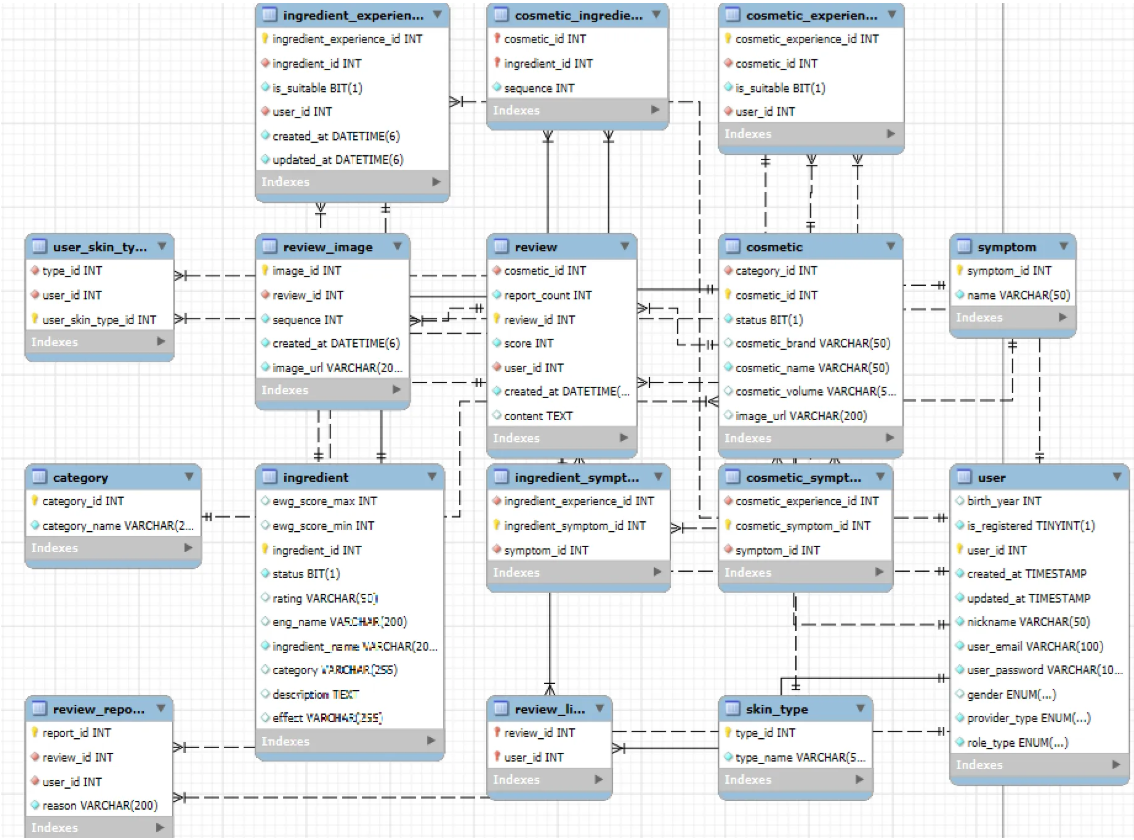 ingredient_experien...
ingredient_experience_id INT
ingredient_id INT
is_suitable BIT(1)
user_id INT
created_at DATETIME(6)
updated_at DATETIME(6)
Indexes
cosmetic_ingredie...
cosmetic_id INT
ingredient_id INT
sequence INT
Indexes
cosmetic_experien...
cosmetic_experience_id INT
cosmetic_id INT
is_suitable BIT(1)
user_id INT
Indexes
user_skin_ty...
type_id INT
user_id INT
user_skin_type_id INT
Indexes
review_image
image_id INT
review_id INT
sequence INT
created_at DATETIME(6)
image_url VARCHAR(20...
Indexes
review
cosmetic_id INT
report_count INT
review_id INT
score INT
user_id INT
created_at DATETIME(...
content TEXT
Indexes
cosmetic
category_id INT
cosmetic_id INT
status BIT(1)
cosmetic_brand VARCHAR(50)
cosmetic_name VARCHAR(50)
cosmetic_volume VARCHAR(5...
image_url VARCHAR(200)
Indexes
symptom
symptom_id INT
name VARCHAR(50)
Indexes
category
category_id INT
category_name VARCHAR(2...
Indexes
ingredient
ewg_score_max INT
ewg_score_min INT
ingredient_id INT
status BIT(1)
rating VARCHAR(50)
eng_name VARCHAR(200)
ingredient_name VARCHAR(20...
category VARCHAR(255)
description TEXT
effect VARCHAR(255)
Indexes
ingredient_sympt...
ingredient_experience_id INT
ingredient_symptom_id INT
symptom_id INT
Indexes
cosmetic_sympt...
cosmetic_experience_id INT
cosmetic_symptom_id INT
symptom_id INT
Indexes
user
birth_year INT
is_registered TINYINT(1)
user_id INT
created_at TIMESTAMP
updated_at TIMESTAMP
nickname VARCHAR(50)
user_email VARCHAR(100)
user_password VARCHAR(10...
gender ENUM(...)
provider_type ENUM(...)
role_type ENUM(...)
Indexes
review_repo...
report_id INT
review_id INT
user_id INT
reason VARCHAR(200)
Indexes
review_li...
review_id INT
user_id INT
Indexes
skin_type
type_id INT
type_name VARCHAR(5...
Indexes